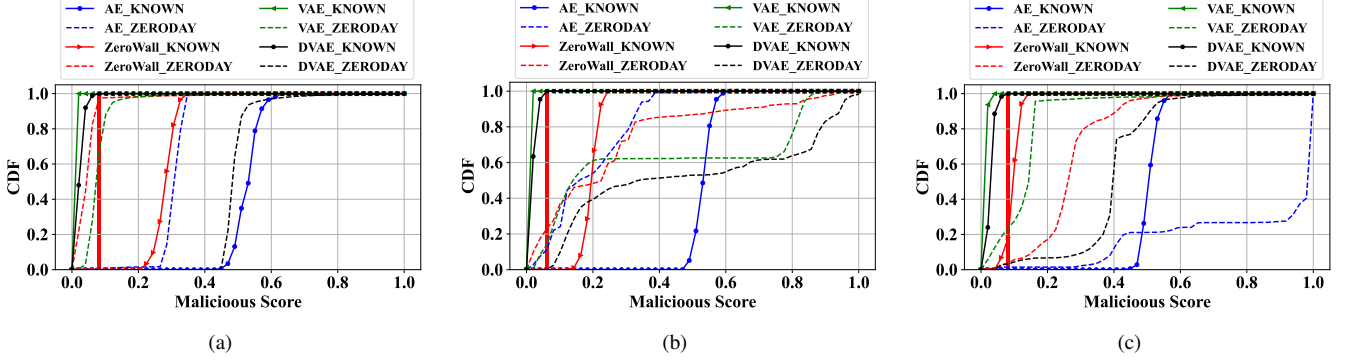 AE_KNOWN VAE_KNOWN
AE_ZERODAY VAE_ZERODAY
ZeroWall_KNOWN DVAE_KNOWN
ZeroWall_ZERODAY DVAE_ZERODAY
1.0
0.8
0.6
0.4
0.2
0.0
CDF
0.0 0.2 0.4 0.6 0.8 1.0
Malicioous Score
(a)
AE_KNOWN VAE_KNOWN
AE_ZERODAY VAE_ZERODAY
ZeroWall_KNOWN DVAE_KNOWN
ZeroWall_ZERODAY DVAE_ZERODAY
1.0
0.8
0.6
0.4
0.2
0.0
CDF
0.0 0.2 0.4 0.6 0.8 1.0
Malicioous Score
(b)
AE_KNOWN VAE_KNOWN
AE_ZERODAY VAE_ZERODAY
ZeroWall_KNOWN DVAE_KNOWN
ZeroWall_ZERODAY DVAE_ZERODAY
1.0
0.8
0.6
0.4
0.2
0.0
CDF
0.0 0.2 0.4 0.6 0.8 1.0
Malicioous Score
(c)